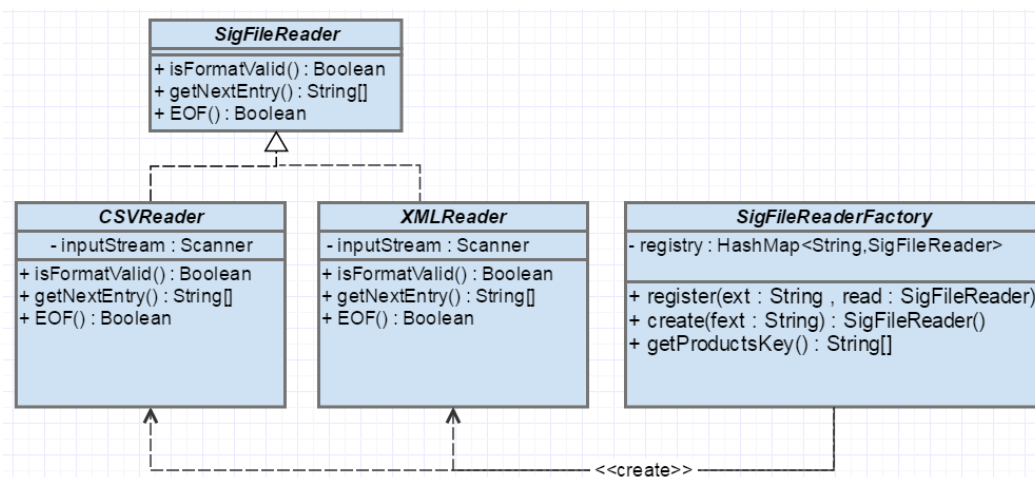 SigFileReader
+ isFormatValid() : Boolean
+ getNextEntry() : String[]
+ EOF() : Boolean
CSVReader
- inputStream : Scanner
+ isFormatValid() : Boolean
+ getNextEntry() : String[]
+ EOF() : Boolean
XMLReader
- inputStream : Scanner
+ isFormatValid() : Boolean
+ getNextEntry() : String[]
+ EOF() : Boolean
SigFileReaderFactory
- registry : HashMap<String,SigFileReader>
+ register(ext : String , read : SigFileReader)
+ create(fext : String) : SigFileReader()
+ getProductsKey() : String[]
<<create>>